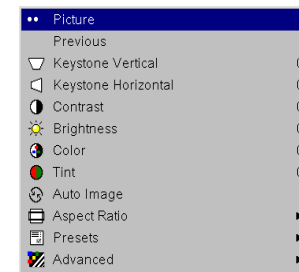 Picture
Previous
Keystone Vertical
Keystone Horizontal
Contrast
Brightness
Color
Tint
Auto Image
Aspect Ratio
Presets
Advanced